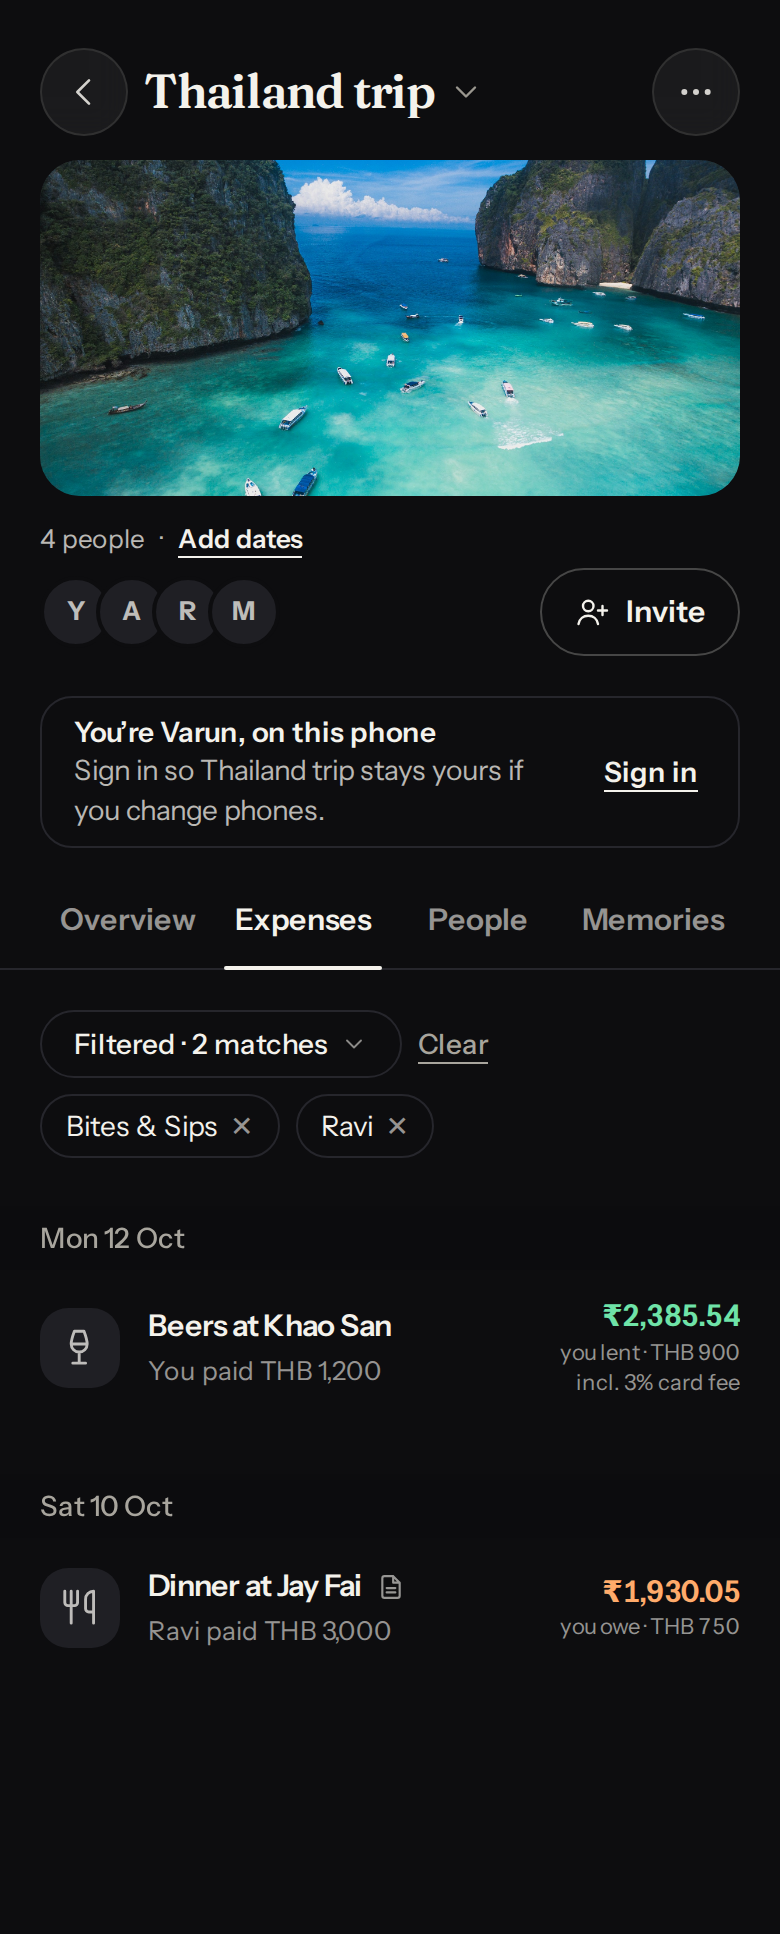 Thailand trip
4 people · Add dates
Y A R M
Invite
You’re Varun, on this phone
Sign in so Thailand trip stays yours if
you change phones.
Sign in
Overview Expenses People Memories
Filtered · 2 matches Clear
Bites & Sips ✕ Ravi ✕
Mon 12 Oct
Beers at Khao San
You paid THB 1,200
₹2,385.54
you lent · THB 900
incl. 3% card fee
Sat 10 Oct
Dinner at Jay Fai
Ravi paid THB 3,000
₹1,930.05
you owe · THB 750